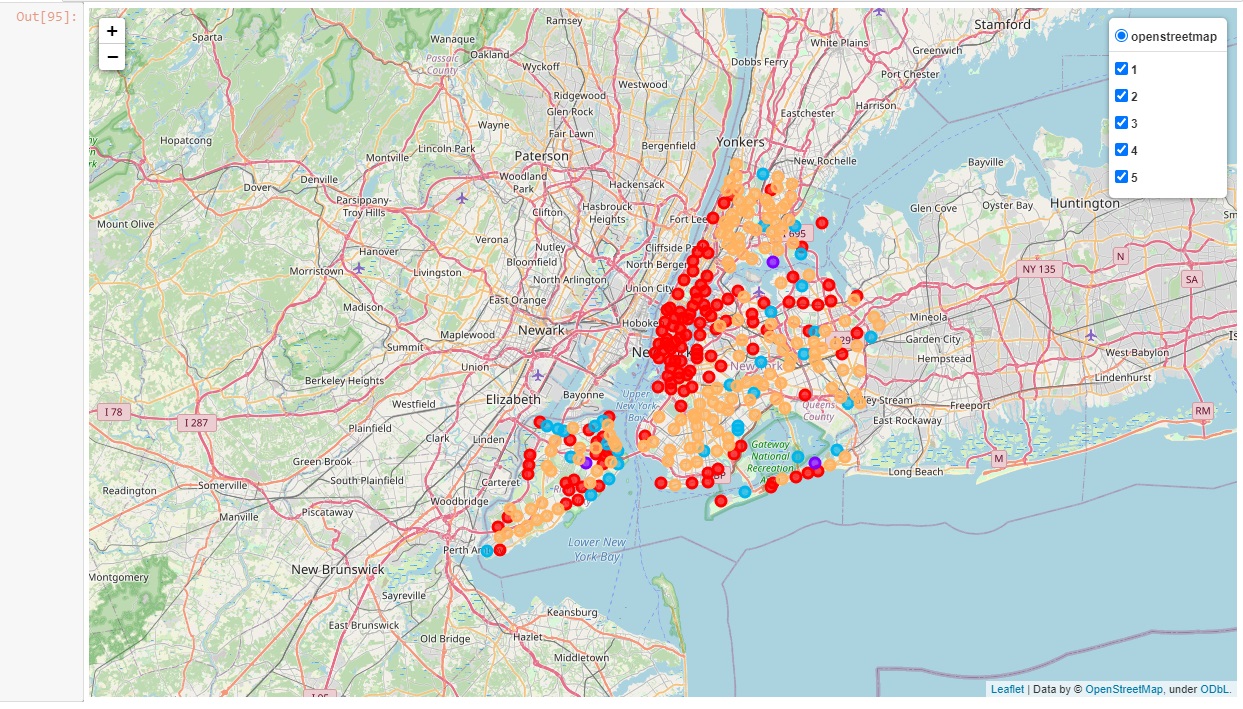 Out[95]:
+
−
openstreetmap
1
2
3
4
5
Ramsey
Stamford
Sparta
Wanaque
Oakland
White Plains
Greenwich
Passaic
County
Wyckoff
Dobbs Ferry
Port Chester
Westwood
Ridgewood
Glen Rock
Eastchester
Harrison
Wayne
Fair Lawn
Hopatcong
Lincoln Park
Bergenfield
Yonkers
Montville
Paterson
New Rochelle
Bayville
Denville
Woodland
Park
Hackensack
Dover
Parsippany-
Troy Hills
Hasbrouck
Heights
Glen Cove
Oyster Bay
Huntington
Mount Olive
Clifton
Fort Lee
695
Verona
Nutley
Cliffside
Hanover
Bloomfield
North Bergen
N
Morristown
Livingston
North Arlington
NY 135
SA
East Orange
Union City
Madison
Hoboken
Mineola
Newark
Maplewood
Garden City
Summit
New York
West Babylon
Union
Hempstead
Berkeley Heights
Lindenhurst
Elizabeth
Bayonne
Upper
New York
Bay
Queens
County
Freeport
I 78
Westfield
RM
I 287
East Rockaway
Plainfield
Clark
Linden
Gateway
National
Recreation
M
Green Brook
South Plainfield
Carteret
Long Beach
Readington
Somerville
Woodbridge
Manville
Piscataway
Lower New
York Bay
New Brunswick
Montgomery
Sayreville
Keansburg
East Brunswick
Old Bridge
Hazlet
Middletown
I 95
Leaflet | Data by © OpenStreetMap, under ODbL.